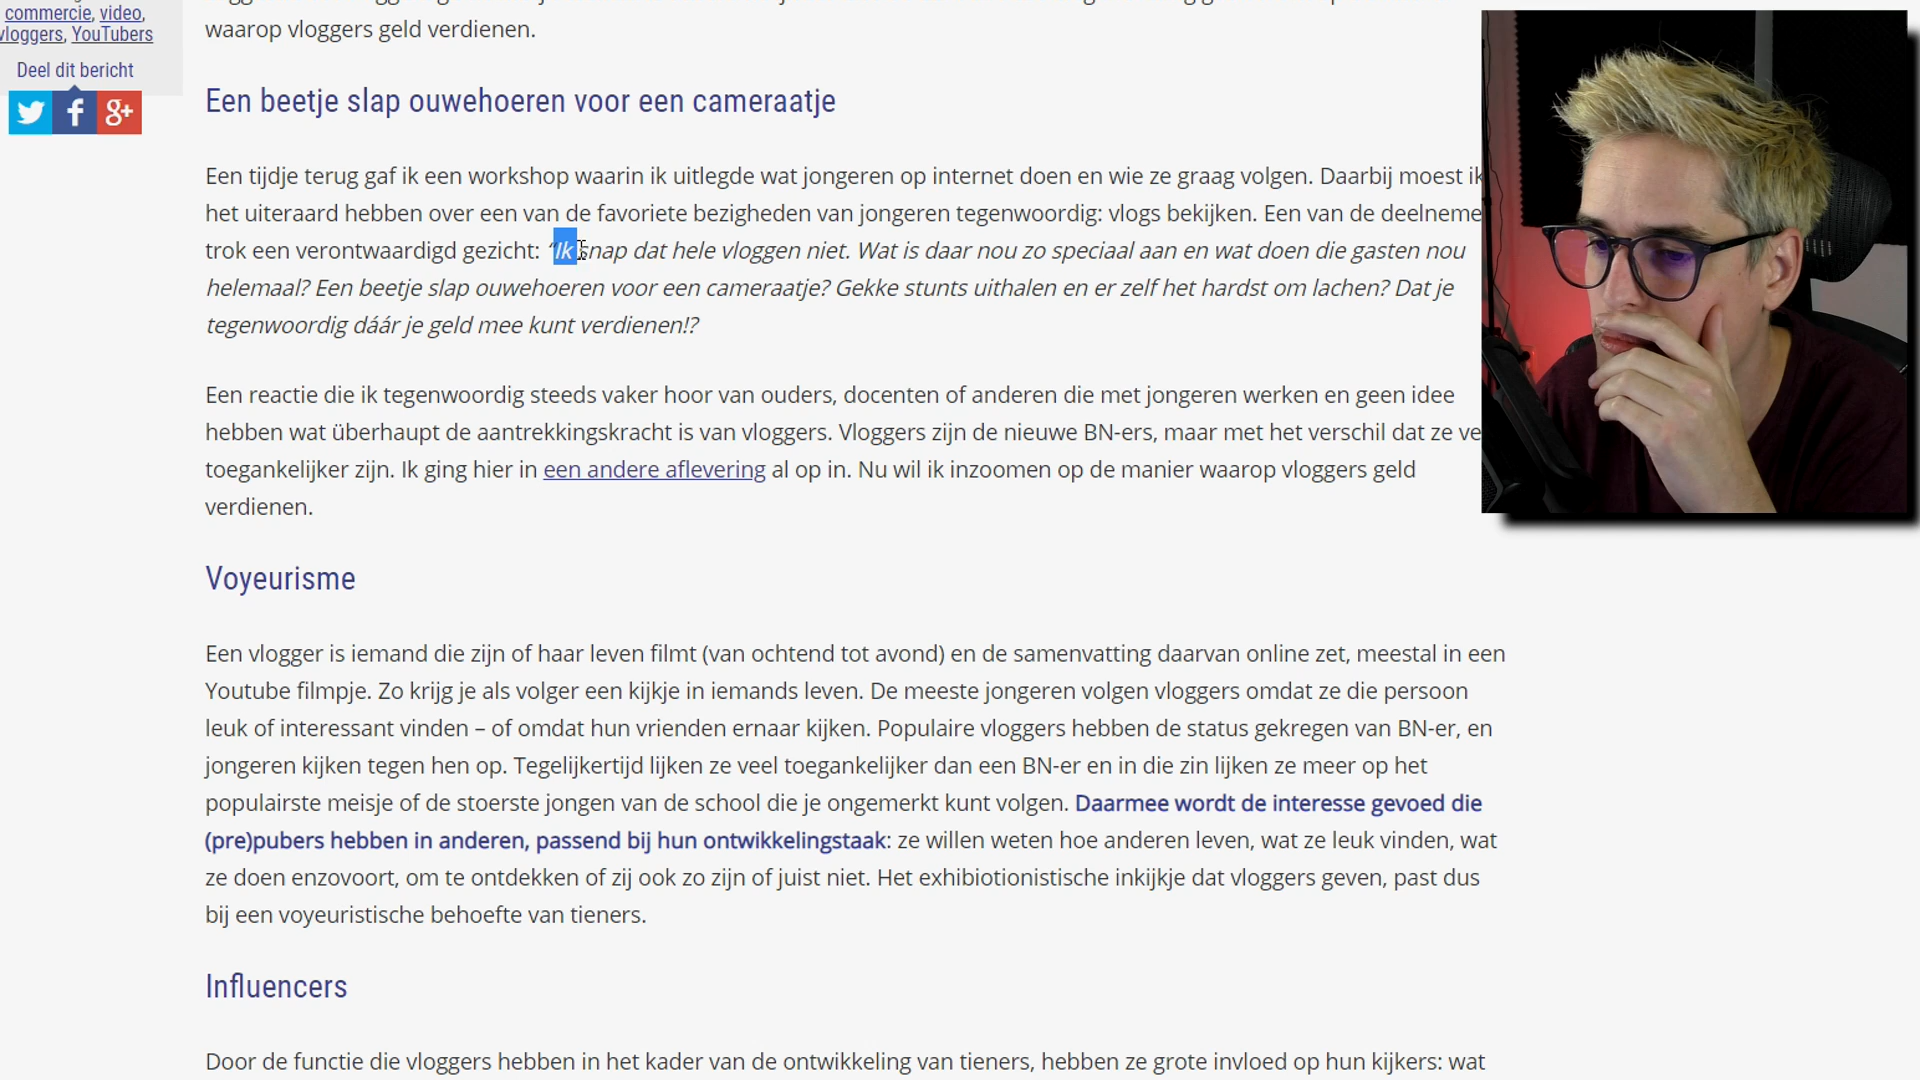 commercie, video,
vloggers, YouTubers
Deel dit bericht
g+
waarop vloggers geld verdienen.
Een beetje slap ouwehoeren voor een cameraatje
Een tijdje terug gaf ik een workshop waarin ik uitlegde wat jongeren op internet doen en wie ze graag volgen. Daarbij moest ik
het uiteraard hebben over een van de favoriete bezigheden van jongeren tegenwoordig: vlogs bekijken. Een van de deelneme
trok een verontwaardigd gezicht: “Ik snap dat hele vloggen niet. Wat is daar nou zo speciaal aan en wat doen die gasten nou
helemaal? Een beetje slap ouwehoeren voor een cameraatje? Gekke stunts uithalen en er zelf het hardst om lachen? Dat je
tegenwoordig dáár je geld mee kunt verdienen!?
Een reactie die ik tegenwoordig steeds vaker hoor van ouders, docenten of anderen die met jongeren werken en geen idee
hebben wat überhaupt de aantrekkingskracht is van vloggers. Vloggers zijn de nieuwe BN-ers, maar met het verschil dat ze ve
toegankelijker zijn. Ik ging hier in een andere aflevering al op in. Nu wil ik inzoomen op de manier waarop vloggers geld
verdienen.
Voyeurisme
Een vlogger is iemand die zijn of haar leven filmt (van ochtend tot avond) en de samenvatting daarvan online zet, meestal in een
Youtube filmpje. Zo krijg je als volger een kijkje in iemands leven. De meeste jongeren volgen vloggers omdat ze die persoon
leuk of interessant vinden – of omdat hun vrienden ernaar kijken. Populaire vloggers hebben de status gekregen van BN-er, en
jongeren kijken tegen hen op. Tegelijkertijd lijken ze veel toegankelijker dan een BN-er en in die zin lijken ze meer op het
populairste meisje of de stoerste jongen van de school die je ongemerkt kunt volgen. Daarmee wordt de interesse gevoed die
(pre)pubers hebben in anderen, passend bij hun ontwikkelingstaak: ze willen weten hoe anderen leven, wat ze leuk vinden, wat
ze doen enzovoort, om te ontdekken of zij ook zo zijn of juist niet. Het exhibiotionistische inkijkje dat vloggers geven, past dus
bij een voyeuristische behoefte van tieners.
Influencers
Door de functie die vloggers hebben in het kader van de ontwikkeling van tieners, hebben ze grote invloed op hun kijkers: wat